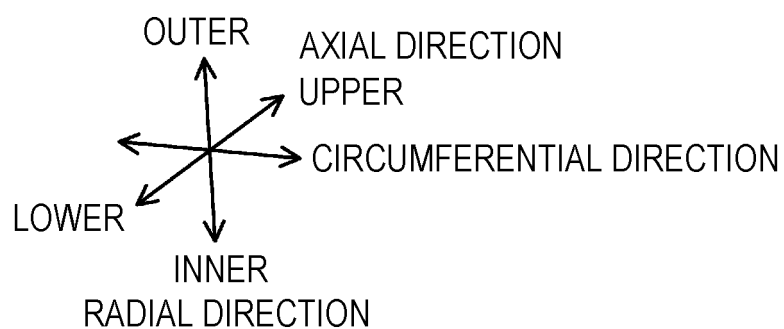 OUTER
AXIAL DIRECTION
UPPER
CIRCUMFERENTIAL DIRECTION
LOWER
INNER
RADIAL DIRECTION